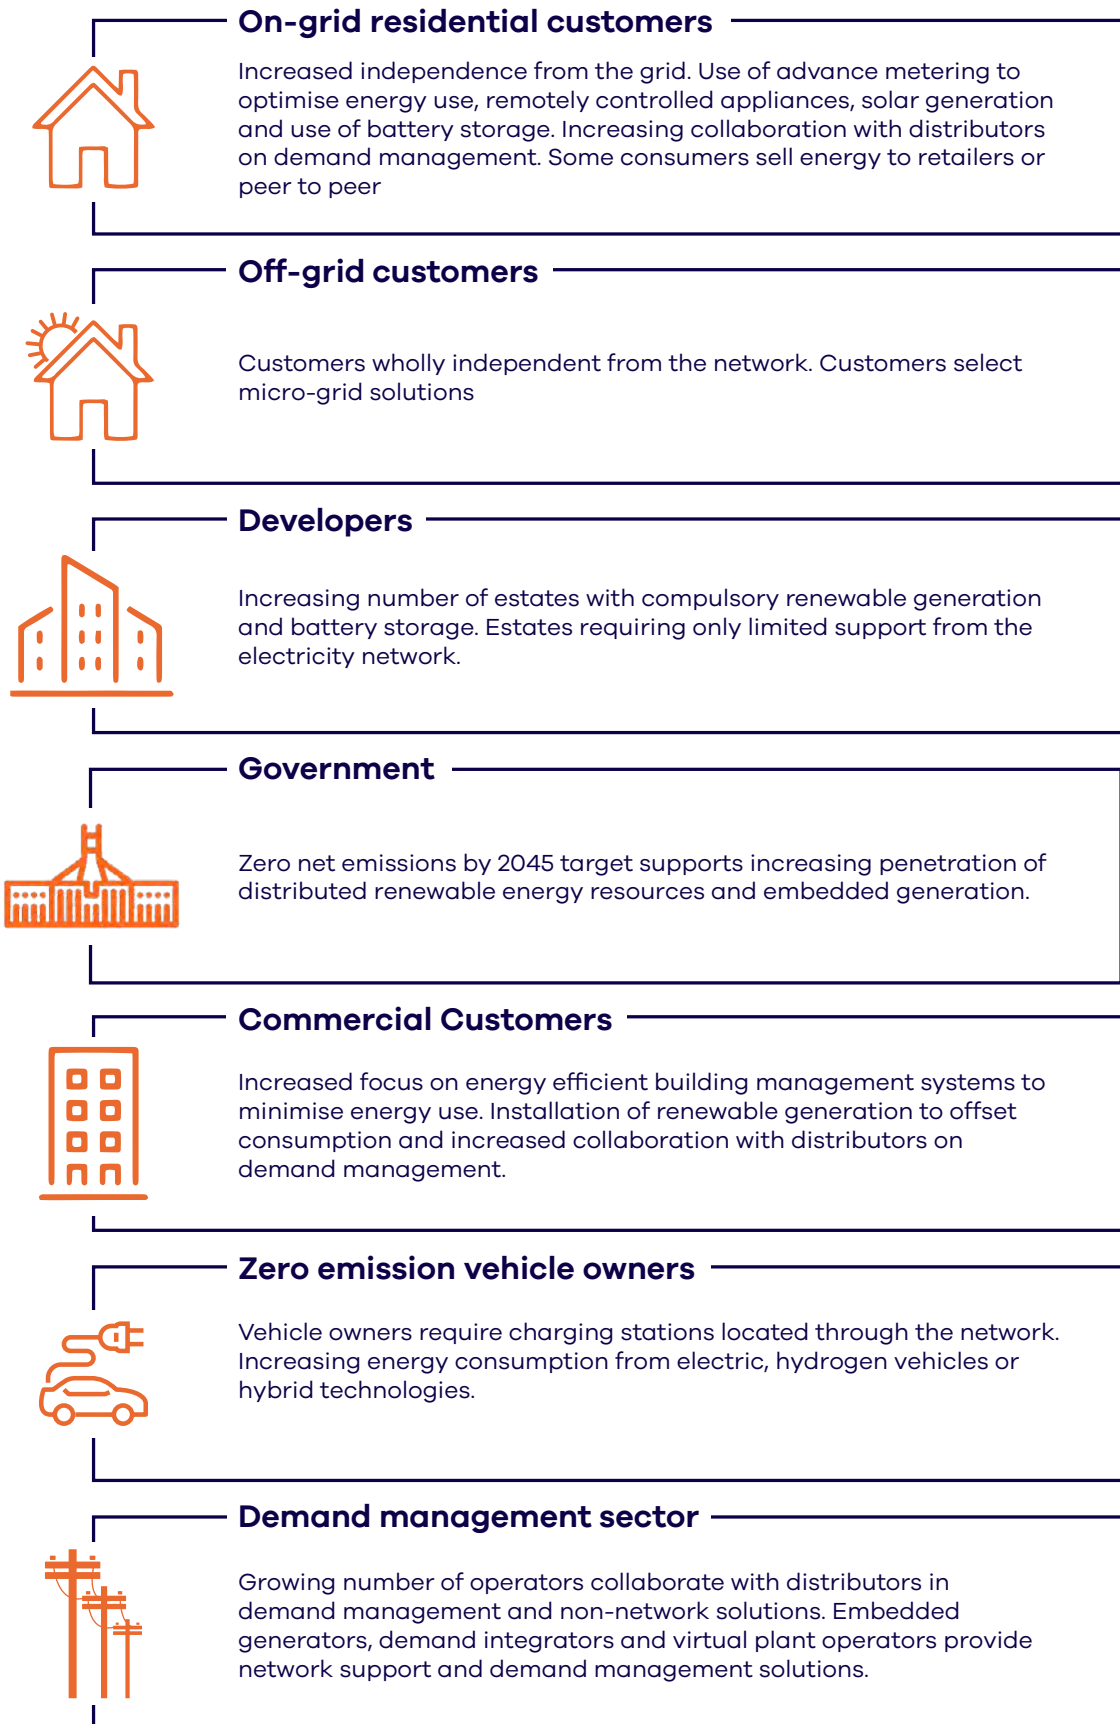 On-grid residential customers
Increased independence from the grid. Use of advance metering to
optimise energy use, remotely controlled appliances, solar generation
and use of battery storage. Increasing collaboration with distributors
on demand management. Some consumers sell energy to retailers or
peer to peer
Off-grid customers
Customers wholly independent from the network. Customers select
micro-grid solutions
Developers
Increasing number of estates with compulsory renewable generation
and battery storage. Estates requiring only limited support from the
electricity network.
Government
Zero net emissions by 2045 target supports increasing penetration of
distributed renewable energy resources and embedded generation.
Commercial Customers
Increased focus on energy efficient building management systems to
minimise energy use. Installation of renewable generation to offset
consumption and increased collaboration with distributors on
demand management.
Zero emission vehicle owners
Vehicle owners require charging stations located through the network.
Increasing energy consumption from electric, hydrogen vehicles or
hybrid technologies.
Demand management sector
Growing number of operators collaborate with distributors in
demand management and non-network solutions. Embedded
generators, demand integrators and virtual plant operators provide
network support and demand management solutions.